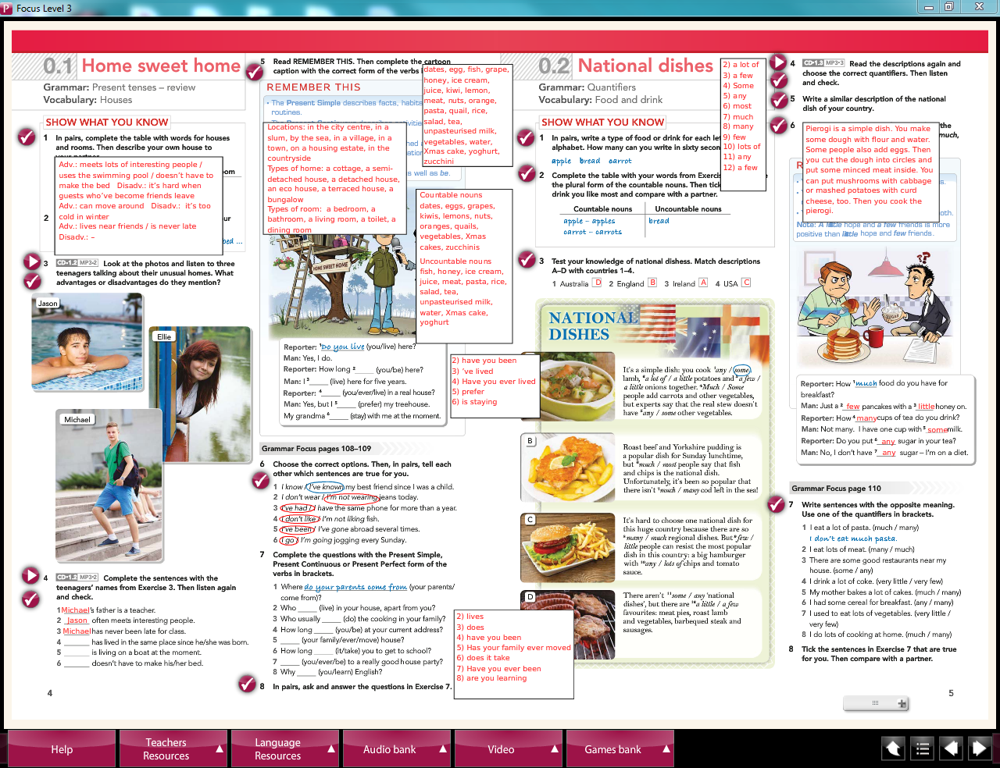 Focus Level 3
0.1 Home sweet home
Grammar: Present tenses – review
Vocabulary: Houses
SHOW WHAT YOU KNOW
1 In pairs, complete the table with words for houses
and rooms. Then describe your own house to
your partner
Adv.: meets lots of interesting people /
uses the swimming pool / doesn't have to
make the bed Disadv.: it's hard when
guests who've become friends leave
Adv.: can move around Disadv.: it's too
cold in winter
Adv.: lives near friends / is never late
Disadv.: –
oom
2
ur
bed ...
3 CD•1.2 MP3•2 Look at the photos and listen to three
teenagers talking about their unusual homes. What
advantages or disadvantages do they mention?
Jason
Ellie
Michael
4 CD•1.2 MP3•2 Complete the sentences with the
teenagers' names from Exercise 3. Then listen again
and check.
1 Michael's father is a teacher.
2 Jason often meets interesting people.
3 Michael has never been late for class.
4 ______ has lived in the same place since he/she was born.
5 ______ is living on a boat at the moment.
6 ______ doesn't have to make his/her bed.
4
5 Read REMEMBER THIS. Then complete the cartoon
caption with the correct form of the verbs
REMEMBER THIS
• The Present Simple describes facts, habits
routines.
Locations: in the city centre, in a
slum, by the sea, in a village, in a
town, on a housing estate, in the
countryside
Types of home: a cottage, a semi-
detached house, a detached house,
an eco house, a terraced house, a
bungalow
Types of room: a bedroom, a
bathroom, a living room, a toilet, a
dining room
as well as be.
dates, egg, fish, grape,
honey, ice cream,
juice, kiwi, lemon,
meat, nuts, orange,
pasta, quail, rice,
salad, tea,
unpasteurised milk,
vegetables, water,
Xmas cake, yoghurt,
zucchini
Countable nouns
dates, eggs, grapes,
kiwis, lemons, nuts,
oranges, quails,
vegetables, Xmas
cakes, zucchinis
Uncountable nouns
fish, honey, ice cream,
juice, meat, pasta, rice,
salad, tea,
unpasteurised milk,
water, Xmas cake,
yoghurt
HOME SWEET HOME
Reporter: 1 Do you live (you/live) here?
Man: Yes, I do.
Reporter: How long 2 _____ (you/be) here?
Man: I 3 _____ (live) here for five years.
Reporter: 4 _____ (you/ever/live) in a real house?
Man: Yes, but I 5 _____ (prefer) my treehouse.
My grandma 6 _____ (stay) with me at the moment.
2) have you been
3) 've lived
4) Have you ever lived
5) prefer
6) is staying
Grammar Focus pages 108–109
6 Choose the correct options. Then, in pairs, tell each
other which sentences are true for you.
1 I know / I've known my best friend since I was a child.
2 I don't wear / I'm not wearing jeans today.
3 I've had / I have the same phone for more than a year.
4 I don't like / I'm not liking fish.
5 I've been / I've gone abroad several times.
6 I go / I'm going jogging every Sunday.
7 Complete the questions with the Present Simple,
Present Continuous or Present Perfect form of the
verbs in brackets.
1 Where do your parents come from (your parents/
come from)?
2 Who _____ (live) in your house, apart from you?
3 Who usually _____ (do) the cooking in your family?
4 How long _____ (you/be) at your current address?
5 _____ (your family/ever/move) house?
6 How long _____ (it/take) you to get to school?
7 _____ (you/ever/be) to a really good house party?
8 Why _____ (you/learn) English?
8 In pairs, ask and answer the questions in Exercise 7.
2) lives
3) does
4) have you been
5) Has your family ever moved
6) does it take
7) Have you ever been
8) are you learning
0.2 National dishes
Grammar: Quantifiers
Vocabulary: Food and drink
SHOW WHAT YOU KNOW
1 In pairs, write a type of food or drink for each let
alphabet. How many can you write in sixty secon
apple bread carrot
2 Complete the table with your words from Exerci
the plural form of the countable nouns. Then tick
drink you like most and compare with a partner.
Countable nouns Uncountable nouns
apple – apples bread
carrot – carrots
2) a lot of
3) a few
4) Some
5) any
6) most
7) much
8) many
9) few
10) lots of
11) any
12) a few
3 Test your knowledge of national dishess. Match descriptions
A–D with countries 1–4.
1 Australia D 2 England B 3 Ireland A 4 USA C
NATIONAL
DISHES
It's a simple dish: you cook 1 any / some
lamb, 2 a lot of / a little potatoes and 3 a few /
a little onions together. 4 Much / Some
people add carrots and other vegetables,
but experts say that the real stew doesn't
have 5 any / some other vegetables.
B
Roast beef and Yorkshire pudding is
a popular dish for Sunday lunchtime,
but 6 much / most people say that fish
and chips is the national dish.
Unfortunately, it's been so popular that
there isn't 7 much / many cod left in the sea!
C
It's hard to choose one national dish for
this huge country because there are so
8 many / much regional dishes. But 9 few /
little people can resist the most popular
dish in this country: a big hamburger
with 10 any / lots of chips and tomato
sauce.
D
There aren't 11 some / any 'national
dishes', but there are 12 a little / a few
favourites: meat pies, roast lamb
and vegetables, barbequed steak and
sausages.
4 CD•1.3 MP3•3 Read the descriptions again and
choose the correct quantifiers. Then listen
and check.
5 Write a similar description of the national
dish of your country.
6
the
much,
Pierogi is a simple dish. You make
some dough with flour and water.
Some people also add eggs. Then
you cut the dough into circles and
put some minced meat inside. You
can put mushrooms with cabbage
or mashed potatoes with curd
cheese, too. Then you cook the
pierogi.
Note: A little hope and a few friends is more
positive than little hope and few friends.
SUGAR
Reporter: How 1 much food do you have for
breakfast?
Man: Just a 2 few pancakes with a 3 little honey on.
Reporter: How 4 many cups of tea do you drink?
Man: Not many. I have one cup with 5 some milk.
Reporter: Do you put 6 any sugar in your tea?
Man: No, I don't have 7 any sugar – I'm on a diet.
Grammar Focus page 110
7 Write sentences with the opposite meaning.
Use one of the quantifiers in brackets.
1 I eat a lot of pasta. (much / many)
I don't eat much pasta.
2 I eat lots of meat. (many / much)
3 There are some good restaurants near my
house. (some / any)
4 I drink a lot of coke. (very little / very few)
5 My mother bakes a lot of cakes. (much / many)
6 I had some cereal for breakfast. (any / many)
7 I used to eat lots of vegetables. (very little /
very few)
8 I do lots of cooking at home. (much / many)
8 Tick the sentences in Exercise 7 that are true
for you. Then compare with a partner.
5
Help
Teachers
Resources
Language
Resources
Audio bank
Video
Games bank